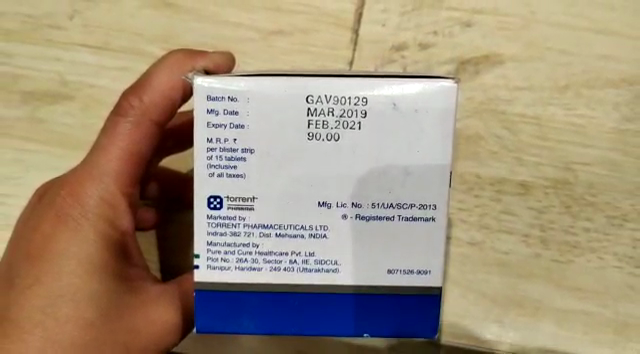 Batch No. : GAV90129
Mfg. Date : MAR.2019
Expiry Date : FEB.2021
M.R.P. ₹ 90.00
per blister strip
of 15 tablets
(Inclusive
of all taxes)
torrent
PHARMA
Mfg. Lic. No. : 51/UA/SC/P-2013
® - Registered Trademark
Marketed by :
TORRENT PHARMACEUTICALS LTD.
Indrad-382 721. Dist. Mehsana, INDIA.
Manufactured by :
Pure and Cure Healthcare Pvt. Ltd.
Plot No.: 26A-30, Sector - 8A, IIE, SIDCUL,
Ranipur, Haridwar - 249 403 (Uttarakhand).
8071526-9091